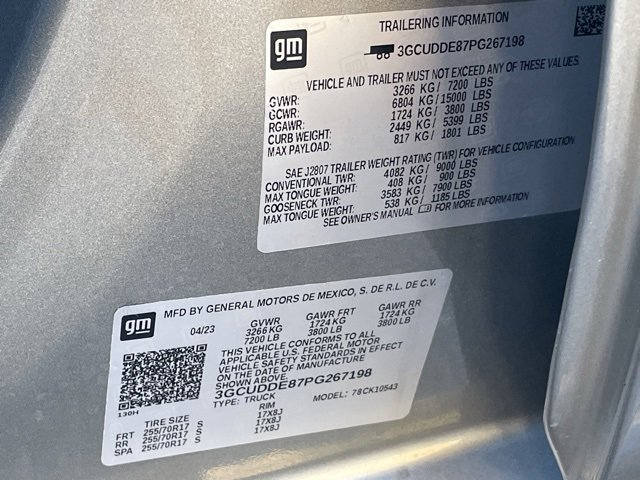 gm
TRAILERING INFORMATION
3GCUDDE87PG267198
VEHICLE AND TRAILER MUST NOT EXCEED ANY OF THESE VALUES
GVWR: 3266 KG / 7200 LBS
GCWR: 6804 KG / 15000 LBS
RGAWR: 1724 KG / 3800 LBS
CURB WEIGHT: 2449 KG / 5399 LBS
MAX PAYLOAD: 817 KG / 1801 LBS
SAE J2807 TRAILER WEIGHT RATING (TWR) FOR VEHICLE CONFIGURATION
CONVENTIONAL TWR: 4082 KG / 9000 LBS
MAX TONGUE WEIGHT: 408 KG / 900 LBS
GOOSENECK TWR: 3583 KG / 7900 LBS
MAX TONGUE WEIGHT: 538 KG / 1185 LBS
SEE OWNER'S MANUAL FOR MORE INFORMATION
gm
MFD BY GENERAL MOTORS DE MEXICO, S. DE R.L. DE C.V.
04/23 GVWR GAWR FRT GAWR RR
3266 KG 1724 KG 1724 KG
7200 LB 3800 LB 3800 LB
THIS VEHICLE CONFORMS TO ALL
APPLICABLE U.S. FEDERAL MOTOR
VEHICLE SAFETY STANDARDS IN EFFECT
ON THE DATE OF MANUFACTURE
SHOWN ABOVE.
3GCUDDE87PG267198
TYPE: TRUCK MODEL: 78CK10543
130H
TIRE SIZE RIM
FRT 255/70R17 S 17X8J
RR 255/70R17 S 17X8J
SPA 255/70R17 S 17X8J